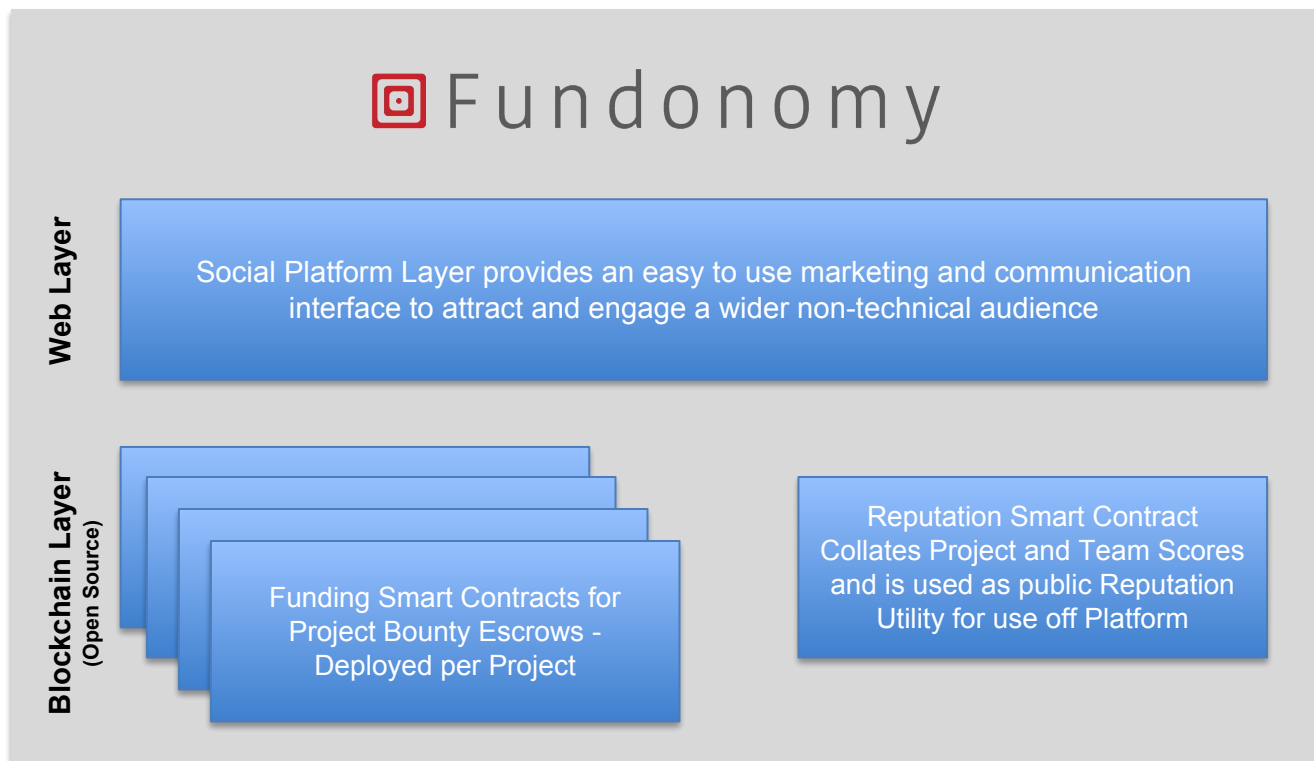 Fundonomy
Web Layer
Social Platform Layer provides an easy to use marketing and communication
interface to attract and engage a wider non-technical audience
Blockchain Layer
(Open Source)
Funding Smart Contracts for
Project Bounty Escrows -
Deployed per Project
Reputation Smart Contract
Collates Project and Team Scores
and is used as public Reputation
Utility for use off Platform